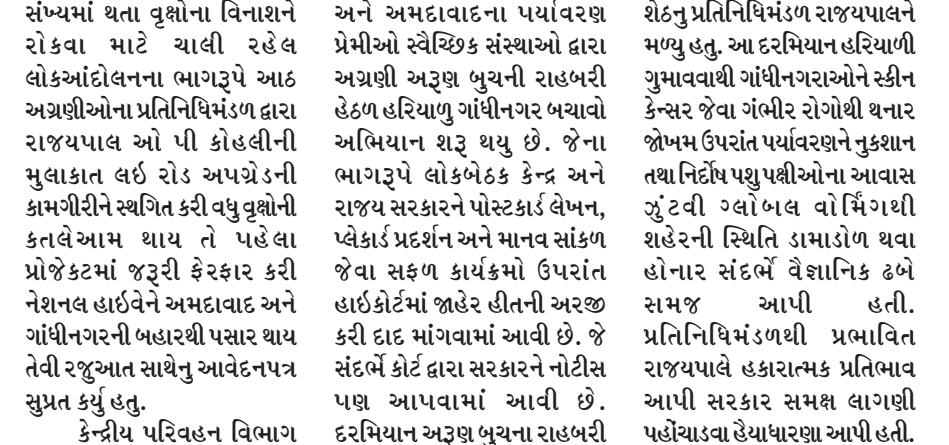 સંખ્યમાં થતા વૃક્ષોના વિનાશને
રોકવા માટે ચાલી રહેલ
લોકઆંદોલનના ભાગરૂપે આઠ
અગ્રણીઓના પ્રતિનિધિમંડળ દ્વારા
રાજયપાલ ઓ પી કોહલીની
મુલાકાત લઇ રોડ અપગ્રેડની
કામગીરીને સ્થગિત કરી વધુ વૃક્ષોની
કતલેઆમ થાય તે પહેલા
પ્રોજેકટમાં જરૂરી ફેરફાર કરી
નેશનલ હાઇવેને અમદાવાદ અને
ગાંધીનગરની બહારથી પસાર થાય
તેવી રજુઆત સાથેનુ આવેદનપત્ર
સુપ્રત કર્યુ હતુ.
કેન્દ્રીય પરિવહન વિભાગ
અને અમદાવાદના પર્યાવરણ
પ્રેમીઓ સ્વૈચ્છિક સંસ્થાઓ દ્વારા
અગ્રણી અરૂણ બુચની રાહબરી
હેઠળ હરિયાળુ ગાંધીનગર બચાવો
અભિયાન શરૂ થયુ છે. જેના
ભાગરૂપે લોકબેઠક કેન્દ્ર અને
રાજય સરકારને પોસ્ટકાર્ડ લેખન,
પ્લેકાર્ડ પ્રદર્શન અને માનવ સાંકળ
જેવા સફળ કાર્યક્રમો ઉપરાંત
હાઇકોર્ટમાં જાહેર હીતની અરજી
કરી દાદ માંગવામાં આવી છે. જે
સંદર્ભે કોર્ટ દ્વારા સરકારને નોટીસ
પણ આપવામાં આવી છે.
દરમિયાન અરૂણ બુચના રાહબરી
શેઠનુ પ્રતિનિધિમંડળ રાજયપાલને
મળ્યુ હતુ. આ દરમિયાન હરિયાળી
ગુમાવવાથી ગાંધીનગરાઓને સ્કીન
કેન્સર જેવા ગંભીર રોગોથી થનાર
જોખમ ઉપરાંત પર્યાવરણને નુકશાન
તથા નિર્દોષ પશુ પક્ષીઓના આવાસ
ઝુંટવી ગ્લોબલ વોર્મિંગથી
શહેરની સ્થિતિ ડામાડોળ થવા
હોનાર સંદર્ભે વૈજ્ઞાનિક ઢબે
સમજ આપી હતી.
પ્રતિનિધિમંડળથી પ્રભાવિત
રાજયપાલે હકારાત્મક પ્રતિભાવ
આપી સરકાર સમક્ષ લાગણી
પહોંચાડવા હૈયાધારણા આપી હતી.